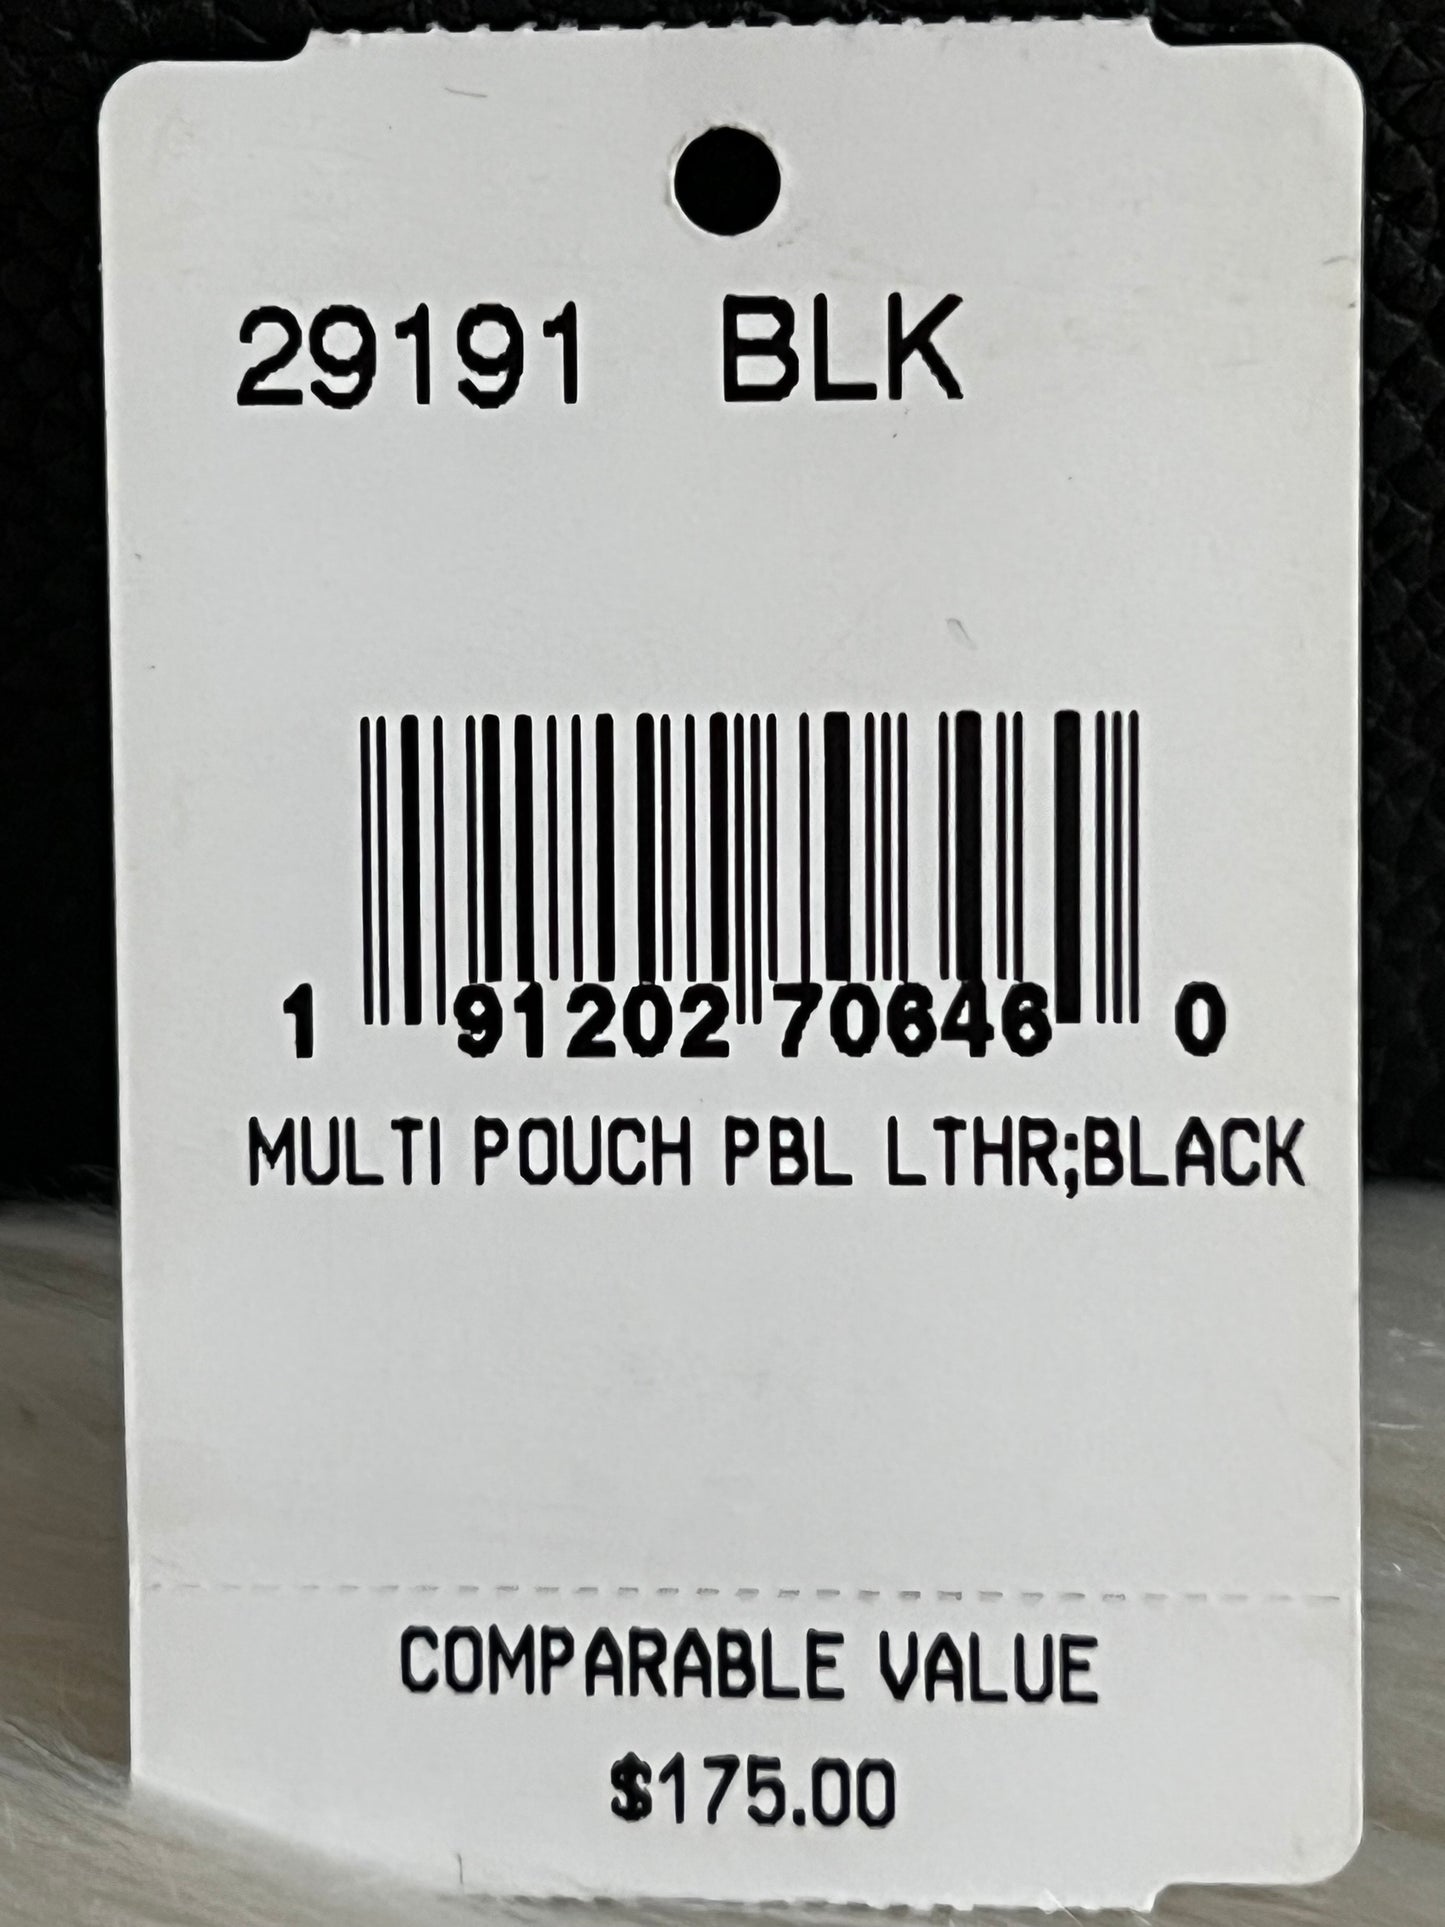 29191 BLK
1 91202 70646 0
MULTI POUCH PBL LTHR;BLACK
COMPARABLE VALUE
$175.00